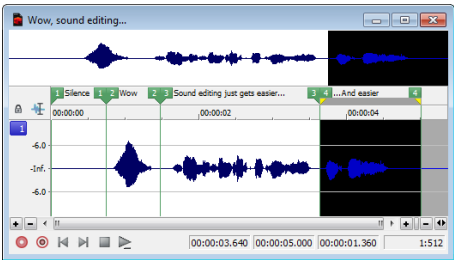 Wow, sound editing...
1 Silence 1 2 Wow 2 3 Sound editing just gets easier... 3 4 ...And easier 4
00:00:00 00:00:02 00:00:04
1
-6.0
-Inf.
-6.0
00:00:03.640 00:00:05.000 00:00:01.360 1:512